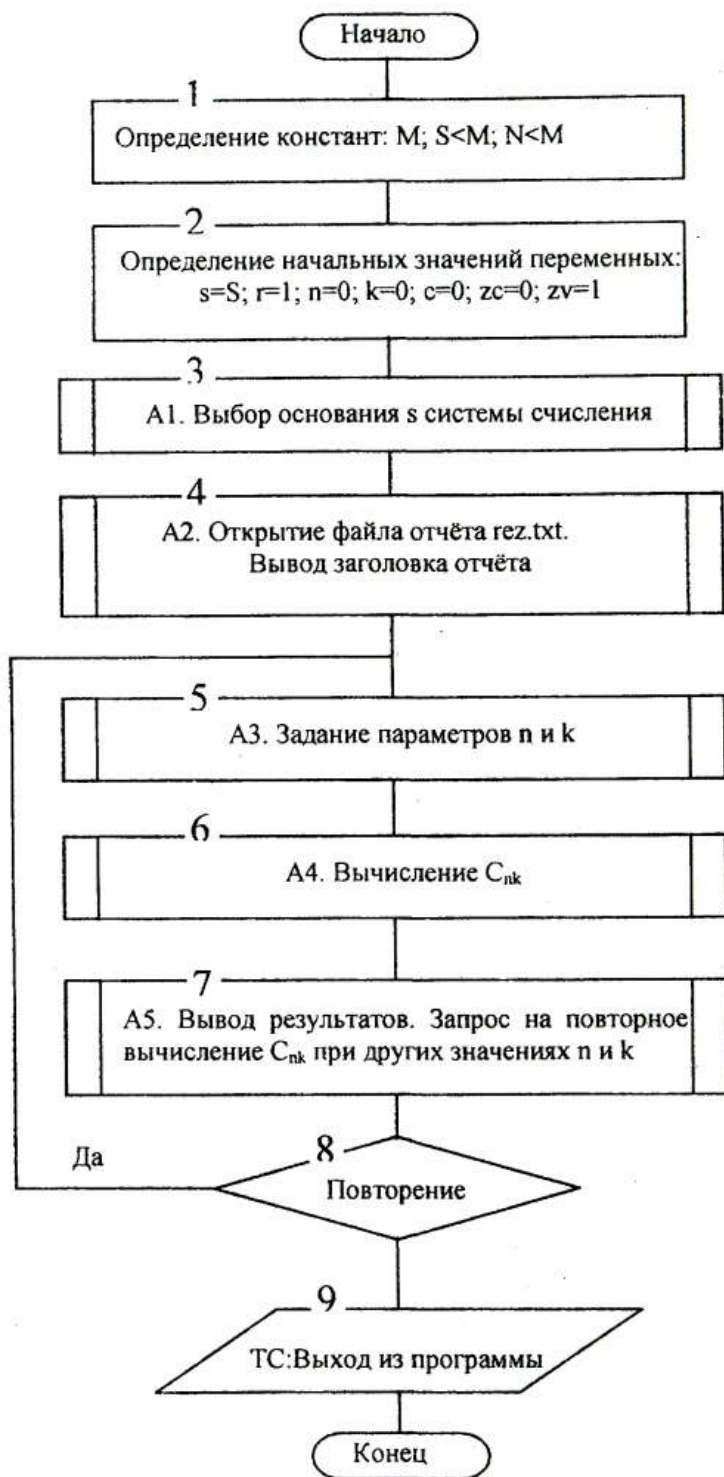 Начало
1
Определение констант: M; S<M; N<M
2
Определение начальных значений переменных:
s=S; r=1; n=0; k=0; c=0; zc=0; zv=1
3
А1. Выбор основания s системы счисления
4
А2. Открытие файла отчёта rez.txt.
Вывод заголовка отчёта
5
А3. Задание параметров n и k
6
А4. Вычисление Cnk
7
А5. Вывод результатов. Запрос на повторное
вычисление Cnk при других значениях n и k
Да
8
Повторение
9
ТС:Выход из программы
Конец